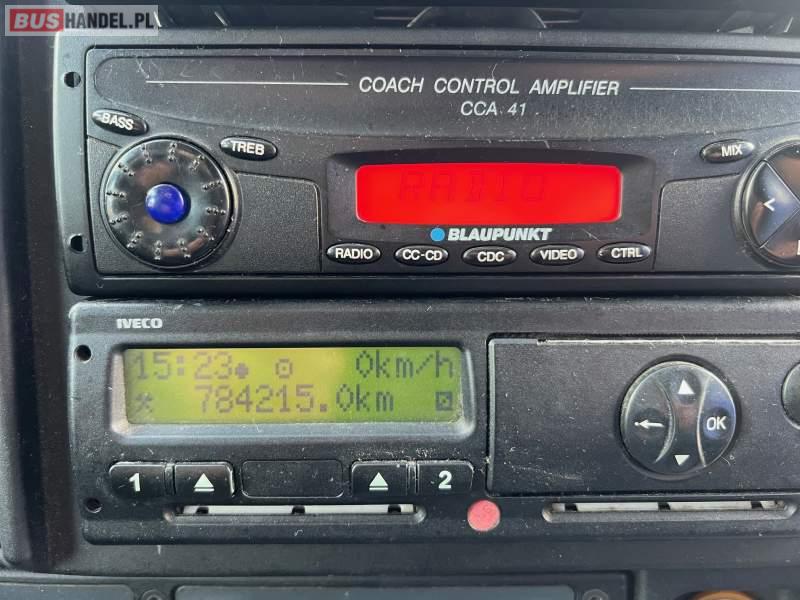 BUSHANDEL.PL
COACH CONTROL AMPLIFIER
CCA 41
BASS
TREB
MIX
RADIO
<
BLAUPUNKT
RADIO CC-CD CDC VIDEO CTRL
IVECO
15:23 0km/h
784215.0km
OK
1 2